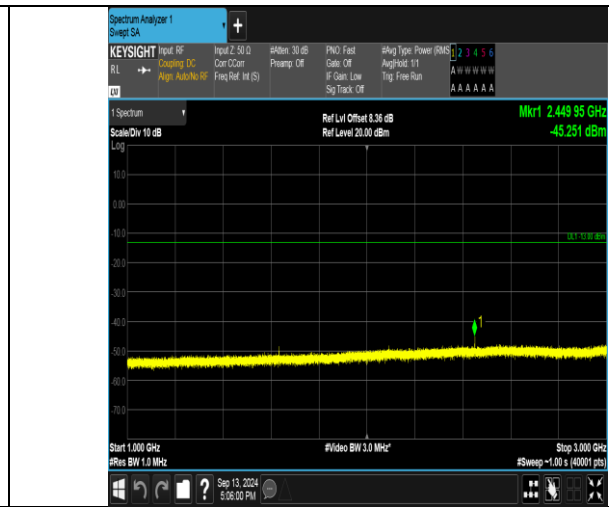 Spectrum Analyzer 1
Swept SA
+
KEYSIGHT
RL
Input: RF
Coupling: DC
Align: Auto/No RF
Input Z: 50 Ω
Corr CCorr
Freq Ref: Int (S)
#Atten: 30 dB
Preamp: Off
PNO: Fast
Gate: Off
IF Gain: Low
Sig Track: Off
#Avg Type: Power (RMS
Avg|Hold: 1/1
Trig: Free Run
1 2 3 4 5 6
A W W W W W
A A A A A A
LXI
1 Spectrum
Scale/Div 10 dB
Ref Lvl Offset 8.36 dB
Ref Level 20.00 dBm
Mkr1 2.449 95 GHz
-45.251 dBm
Log
10.0
0.00
-10.0
DL1 -13.00 dBm
-20.0
-30.0
-40.0
1
-50.0
-60.0
-70.0
Start 1.000 GHz
#Video BW 3.0 MHz*
Stop 3.000 GHz
#Res BW 1.0 MHz
#Sweep ~1.00 s (40001 pts)
?
Sep 13, 2024
5:06:00 PM